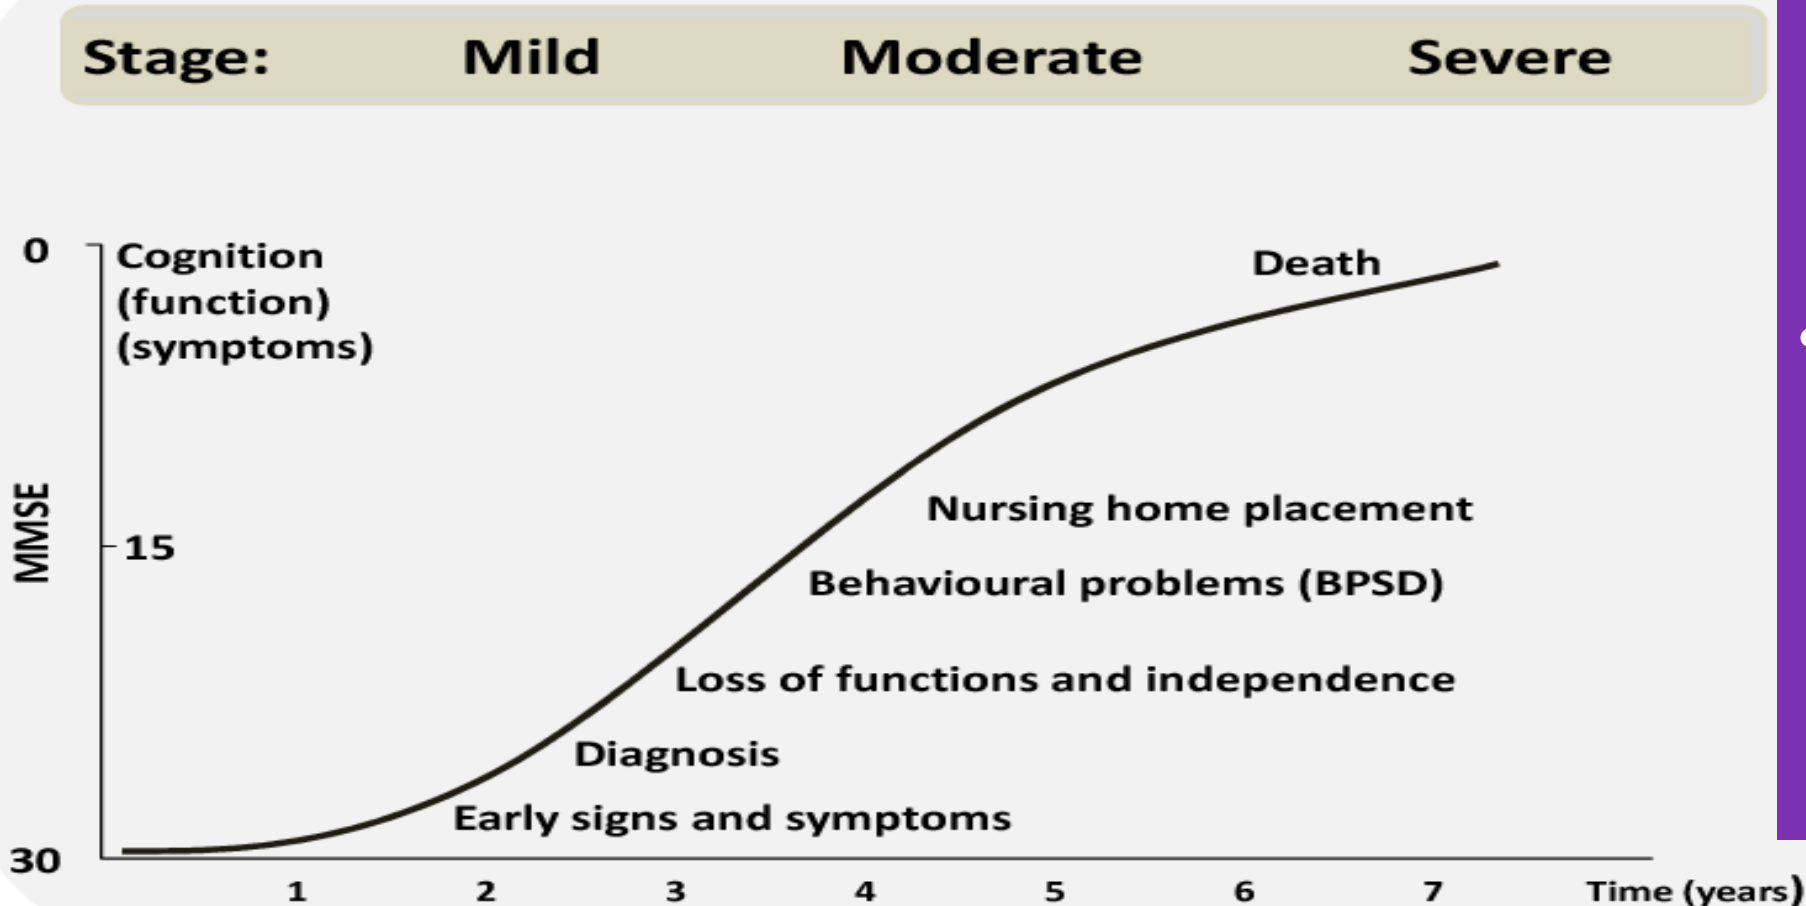 Stage: Mild Moderate Severe
0
Cognition
(function)
(symptoms)
Death
MMSE
Nursing home placement
15
Behavioural problems (BPSD)
Loss of functions and independence
Diagnosis
Early signs and symptoms
30
1 2 3 4 5 6 7 Time (years)